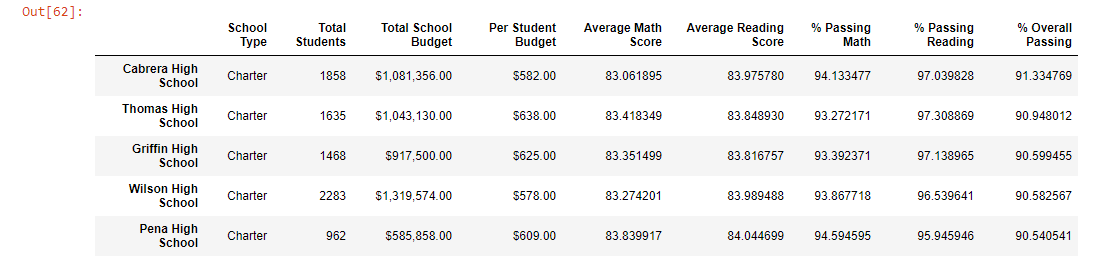 Out[62]:
School Type Total Students Total School Budget Per Student Budget Average Math Score Average Reading Score % Passing Math % Passing Reading % Overall Passing
Cabrera High School Charter 1858 $1,081,356.00 $582.00 83.061895 83.975780 94.133477 97.039828 91.334769
Thomas High School Charter 1635 $1,043,130.00 $638.00 83.418349 83.848930 93.272171 97.308869 90.948012
Griffin High School Charter 1468 $917,500.00 $625.00 83.351499 83.816757 93.392371 97.138965 90.599455
Wilson High School Charter 2283 $1,319,574.00 $578.00 83.274201 83.989488 93.867718 96.539641 90.582567
Pena High School Charter 962 $585,858.00 $609.00 83.839917 84.044699 94.594595 95.945946 90.540541